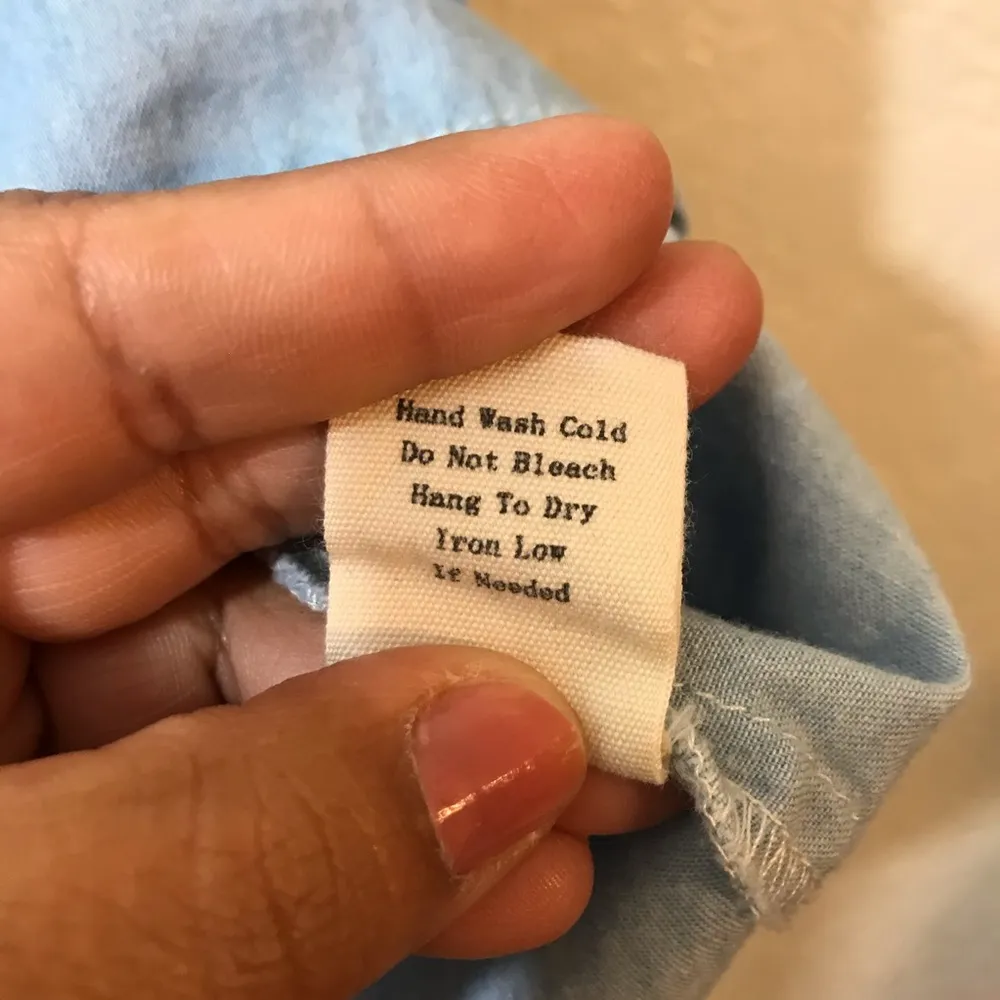 Hand Wash Cold
Do Not Bleach
Hang To Dry
Iron Low
If Needed